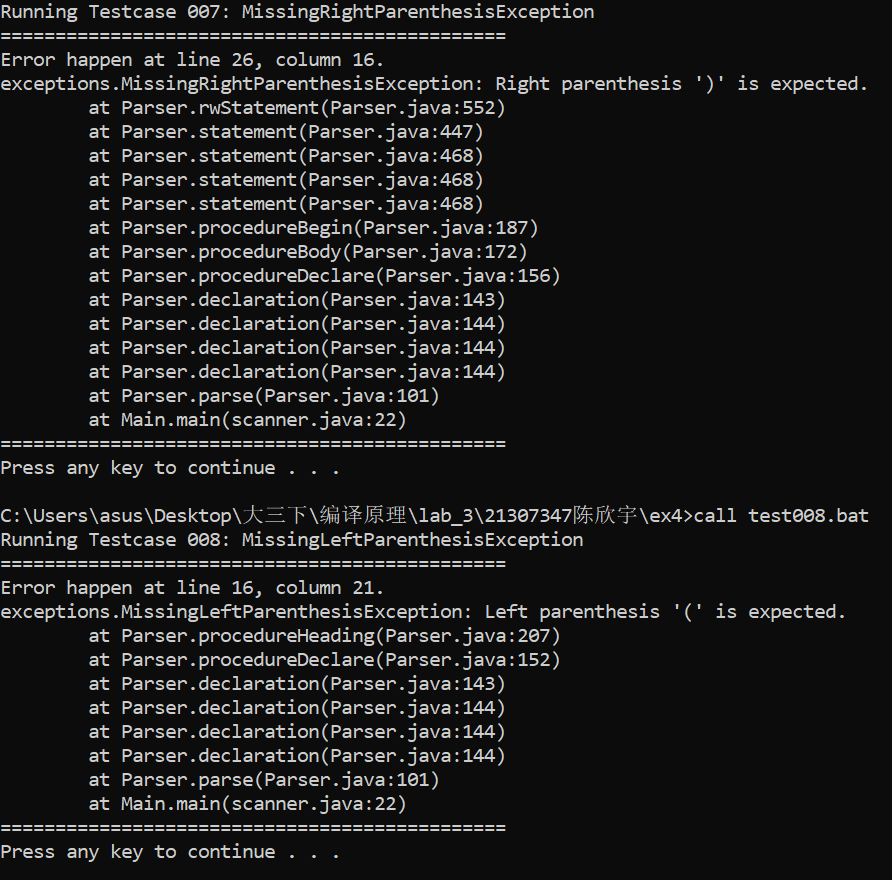 Running Testcase 007: MissingRightParenthesisException
==============================================
Error happen at line 26, column 16.
exceptions.MissingRightParenthesisException: Right parenthesis ')' is expected.
        at Parser.rwStatement(Parser.java:552)
        at Parser.statement(Parser.java:447)
        at Parser.statement(Parser.java:468)
        at Parser.statement(Parser.java:468)
        at Parser.statement(Parser.java:468)
        at Parser.procedureBegin(Parser.java:187)
        at Parser.procedureBody(Parser.java:172)
        at Parser.procedureDeclare(Parser.java:156)
        at Parser.declaration(Parser.java:143)
        at Parser.declaration(Parser.java:144)
        at Parser.declaration(Parser.java:144)
        at Parser.declaration(Parser.java:144)
        at Parser.parse(Parser.java:101)
        at Main.main(scanner.java:22)
==============================================
Press any key to continue . . .

C:\Users\asus\Desktop\大三下\编译原理\lab_3\21307347陈欣宇\ex4>call test008.bat
Running Testcase 008: MissingLeftParenthesisException
==============================================
Error happen at line 16, column 21.
exceptions.MissingLeftParenthesisException: Left parenthesis '(' is expected.
        at Parser.procedureHeading(Parser.java:207)
        at Parser.procedureDeclare(Parser.java:152)
        at Parser.declaration(Parser.java:143)
        at Parser.declaration(Parser.java:144)
        at Parser.declaration(Parser.java:144)
        at Parser.declaration(Parser.java:144)
        at Parser.parse(Parser.java:101)
        at Main.main(scanner.java:22)
==============================================
Press any key to continue . . .